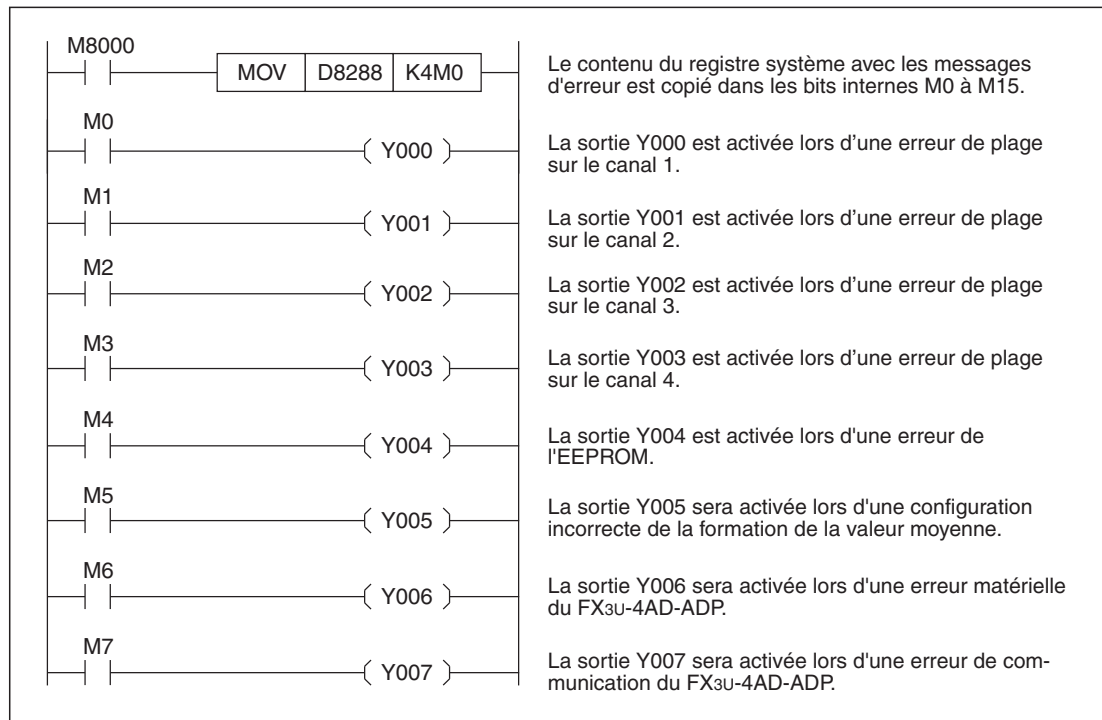 M8000
MOV D8288 K4M0
Le contenu du registre système avec les messages
d'erreur est copié dans les bits internes M0 à M15.
M0
Y000
La sortie Y000 est activée lors d’une erreur de plage
sur le canal 1.
M1
Y001
La sortie Y001 est activée lors d’une erreur de plage
sur le canal 2.
M2
Y002
La sortie Y002 est activée lors d’une erreur de plage
sur le canal 3.
M3
Y003
La sortie Y003 est activée lors d’une erreur de plage
sur le canal 4.
M4
Y004
La sortie Y004 est activée lors d'une erreur de
l'EEPROM.
M5
Y005
La sortie Y005 sera activée lors d'une configuration
incorrecte de la formation de la valeur moyenne.
M6
Y006
La sortie Y006 sera activée lors d'une erreur matérielle
du FX3U-4AD-ADP.
M7
Y007
La sortie Y007 sera activée lors d'une erreur de com-
munication du FX3U-4AD-ADP.